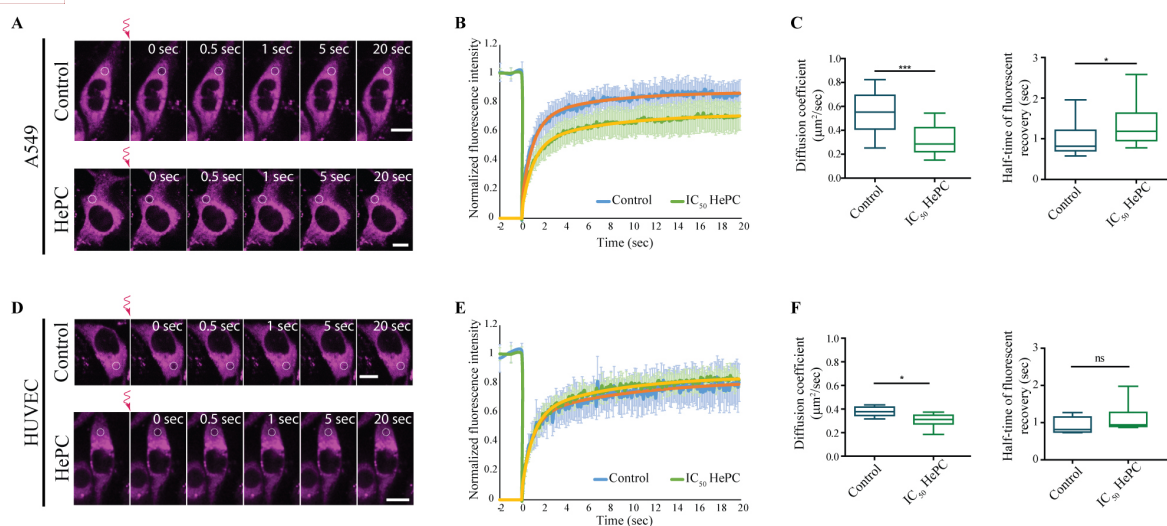 A
A549
Control
0 sec
0.5 sec
1 sec
5 sec
20 sec
HePC
0 sec
0.5 sec
1 sec
5 sec
20 sec
B
Normalized fluorescence intensity
1.2
1
0.8
0.6
0.4
0.2
0
-2 0 2 4 6 8 10 12 14 16 18 20
Time (sec)
Control
IC50 HePC
C
Diffusion coefficient
(µm²/sec)
1.0
0.8
0.6
0.4
0.2
0.0
***
Control
IC50 HePC
Half-time of fluorescent
recovery (sec)
3
2
1
0
*
Control
IC50 HePC
D
HUVEC
Control
0 sec
0.5 sec
1 sec
5 sec
20 sec
HePC
0 sec
0.5 sec
1 sec
5 sec
20 sec
E
Normalized fluorescence intensity
1.2
1
0.8
0.6
0.4
0.2
0
-2 0 2 4 6 8 10 12 14 16 18 20
Time (sec)
Control
IC50 HePC
F
Diffusion coefficient
(µm²/sec)
1.0
0.8
0.6
0.4
0.2
0.0
*
Control
IC50 HePC
Half-time of fluorescent
recovery (sec)
3
2
1
0
ns
Control
IC50 HePC